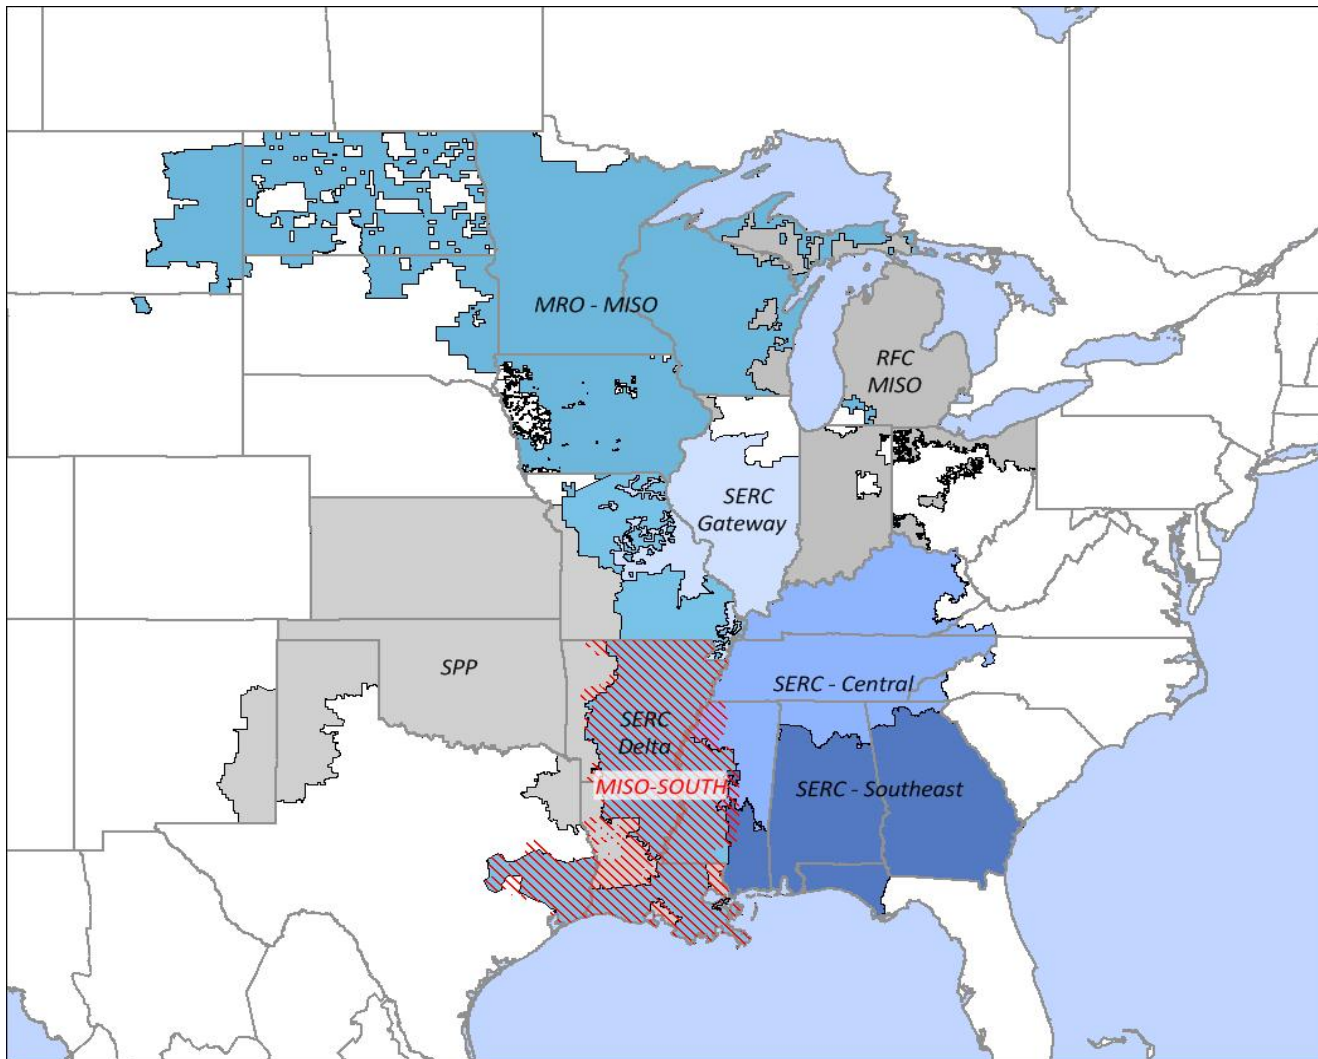 MRO - MISO
RFC
MISO
SERC
Gateway
SPP
SERC - Central
SERC
Delta
MISO-SOUTH
SERC - Southeast